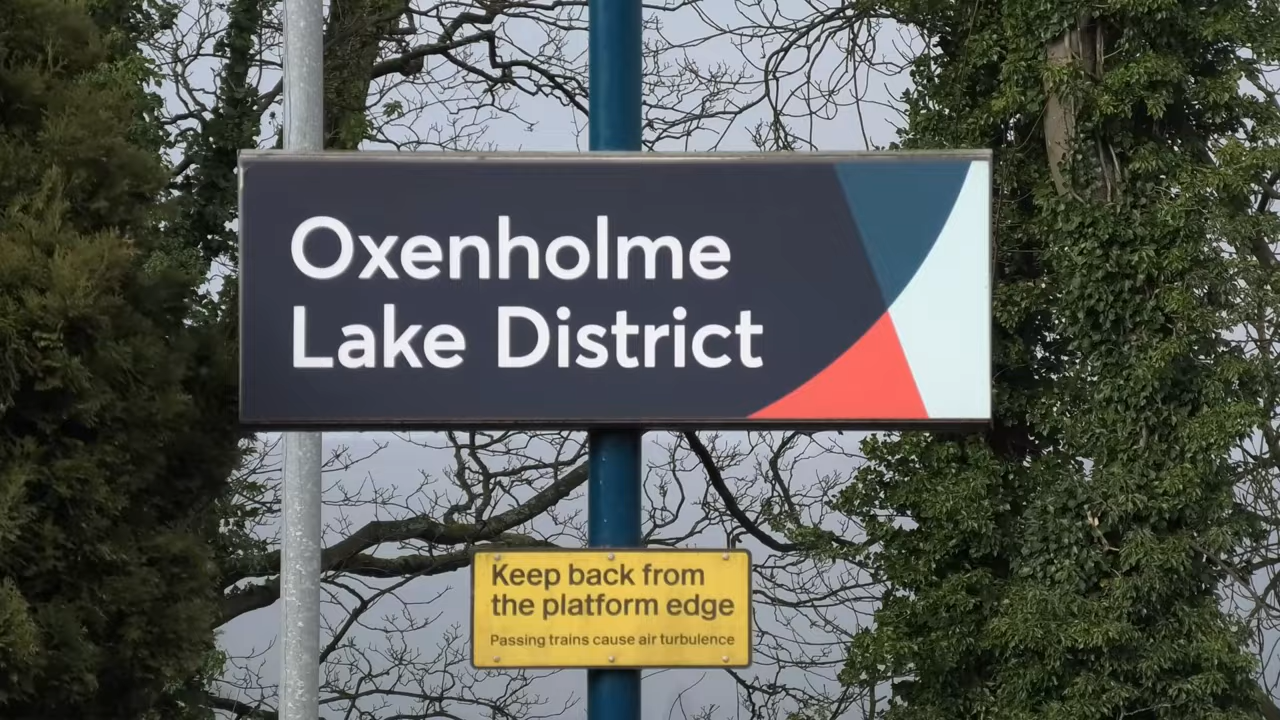 Oxenholme
Lake District
Keep back from
the platform edge
Passing trains cause air turbulence